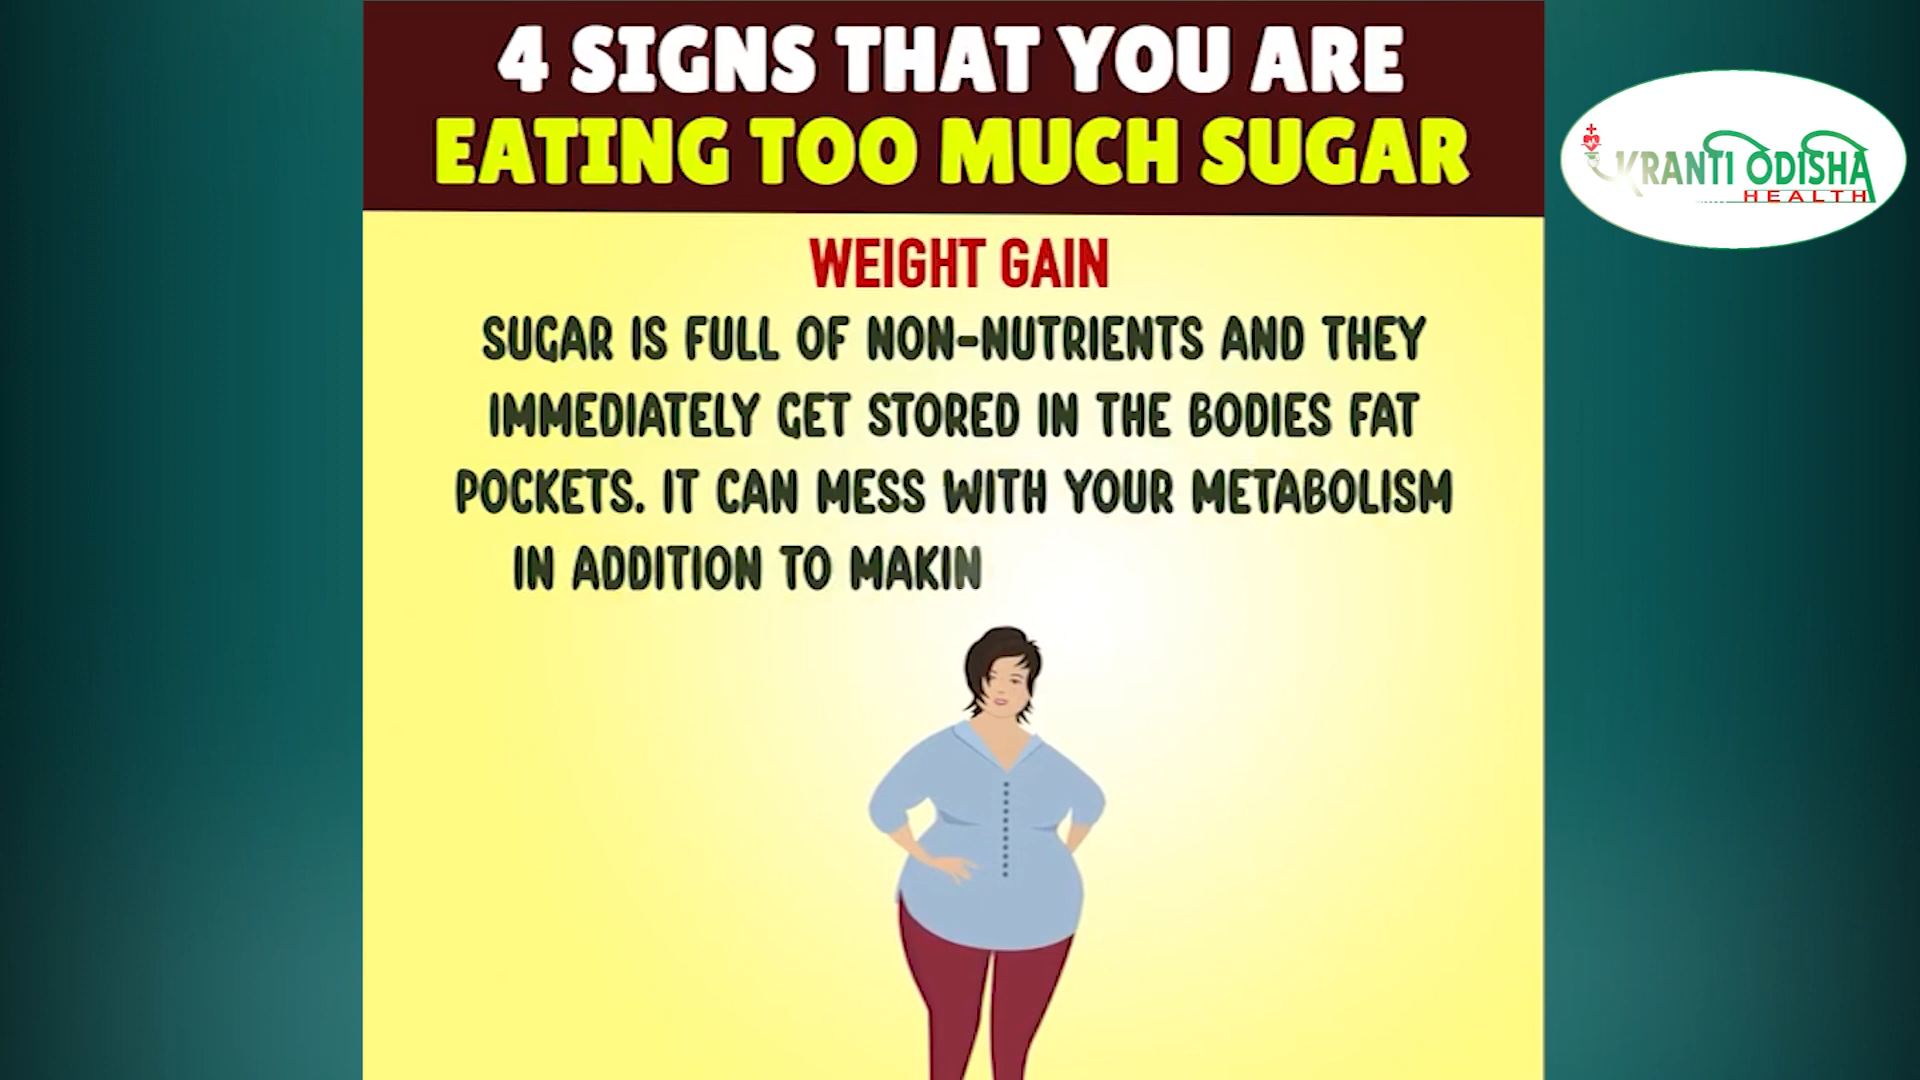 4 SIGNS THAT YOU ARE
EATING TOO MUCH SUGAR
KRANTI ODISHA
HEALTH
WEIGHT GAIN
SUGAR IS FULL OF NON-NUTRIENTS AND THEY
IMMEDIATELY GET STORED IN THE BODIES FAT
POCKETS. IT CAN MESS WITH YOUR METABOLISM
IN ADDITION TO MAKIN